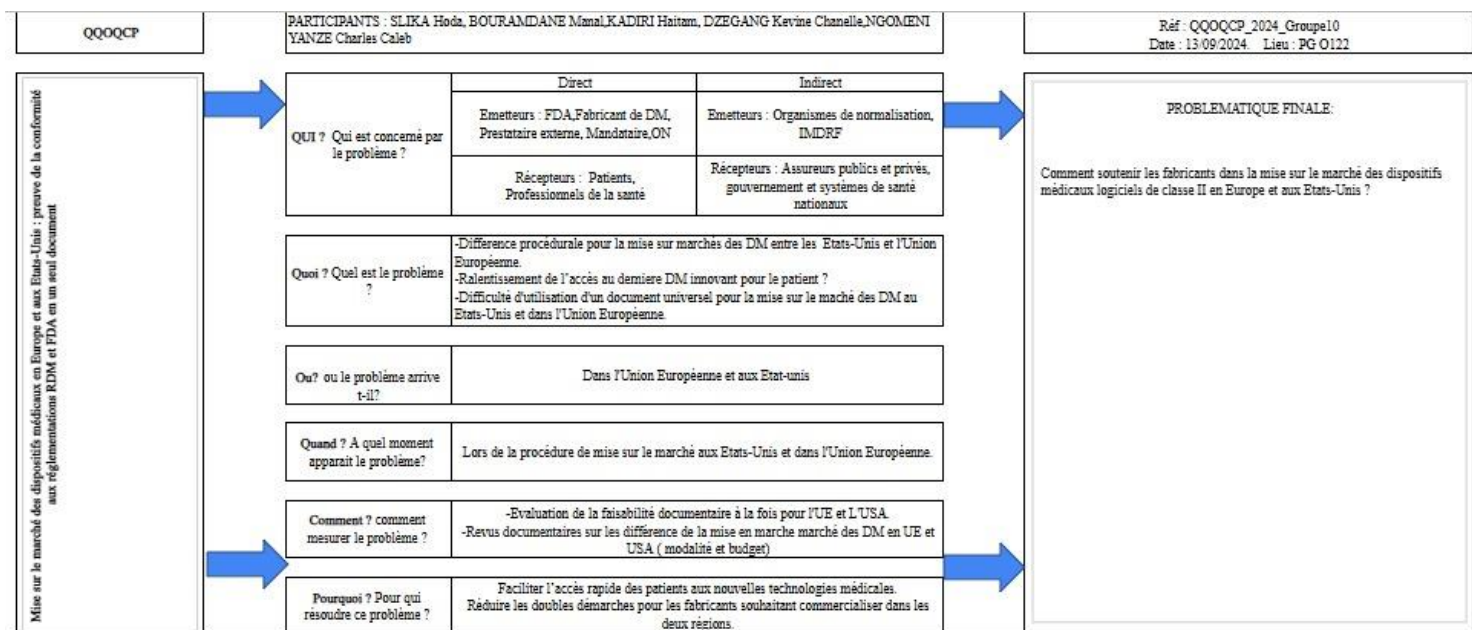 QQOQCP
PARTICIPANTS : SLIKA Hoda, BOURAMDANE Manal,KADIRI Haitam, DZEGANG Kevine Chanelle,NGOMENI
YANZE Charles Caleb
Réf : QQOQCP_2024_Groupe10
Date : 13/09/2024. Lieu : PG O122
Mise sur le marché des dispositifs médicaux en Europe et aux Etats-Unis : preuve de la conformité
aux réglementations RDM et FDA en un seul document
Direct
Indirect
QUI ? Qui est concerné par
le problème ?
Emetteurs : FDA,Fabricant de DM,
Prestataire externe, Mandataire,ON
Emetteurs : Organismes de normalisation,
IMDRF
Récepteurs : Patients,
Professionnels de la santé
Récepteurs : Assureurs publics et privés,
gouvernement et systèmes de santé
nationaux
Quoi ? Quel est le problème
?
-Difference procédurale pour la mise sur marchés des DM entre les Etats-Unis et l'Union
Européenne.
-Ralentissement de l'accès au derniere DM innovant pour le patient ?
-Difficulté d'utilisation d'un document universel pour la mise sur le maché des DM au
Etats-Unis et dans l'Union Européenne.
Ou? ou le problème arrive
t-il?
Dans l'Union Européenne et aux Etat-unis
Quand ? A quel moment
apparait le problème?
Lors de la procédure de mise sur le marché aux Etats-Unis et dans l'Union Européenne.
Comment ? comment
mesurer le problème ?
-Evaluation de la faisabilité documentaire à la fois pour l'UE et L'USA.
-Revus documentaires sur les différence de la mise en marche marché des DM en UE et
USA ( modalité et budget)
Pourquoi ? Pour qui
résoudre ce problème ?
Faciliter l'accès rapide des patients aux nouvelles technologies médicales.
Réduire les doubles démarches pour les fabricants souhaitant commercialiser dans les
deux régions.
PROBLEMATIQUE FINALE:
Comment soutenir les fabricants dans la mise sur le marché des dispositifs
médicaux logiciels de classe II en Europe et aux Etats-Unis ?